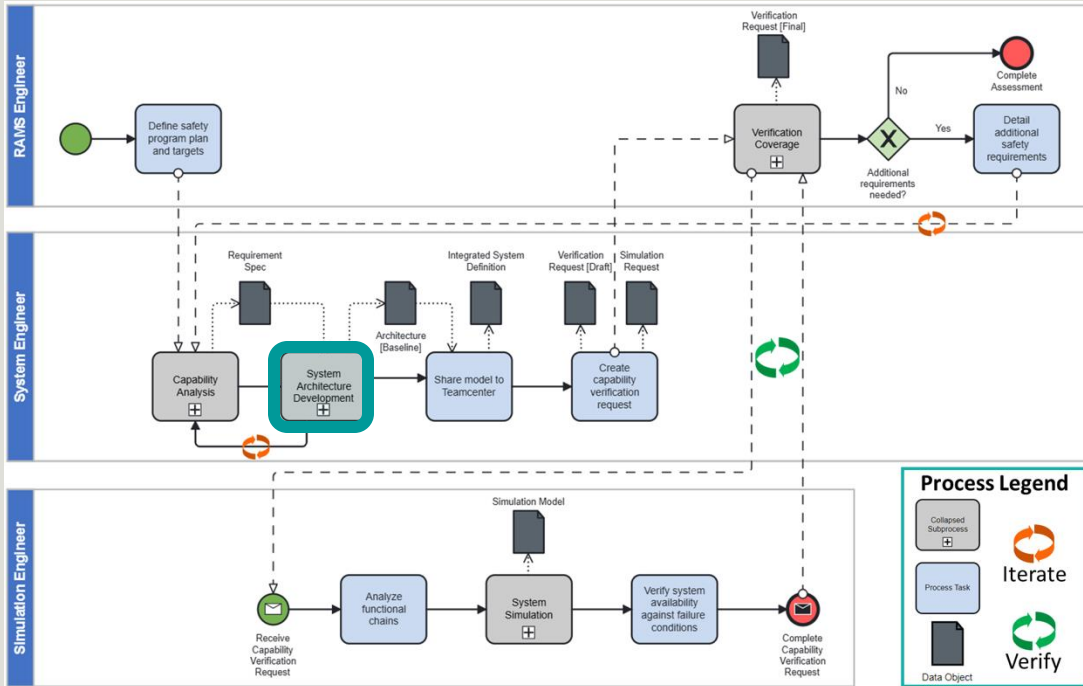 RAMS Engineer
Define safety
program plan
and targets
Verification
Request [Final]
Verification
Coverage
No
Complete
Assessment
Yes
Additional
requirements
needed?
Detail
additional
safety
requirements
System Engineer
Requirement
Spec
Capability
Analysis
System
Architecture
Development
Architecture
[Baseline]
Integrated System
Definition
Share model to
Teamcenter
Verification
Request [Draft]
Simulation
Request
Create
capability
verification
request
Simulation Engineer
Receive
Capability
Verification
Request
Analyze
functional
chains
Simulation Model
System
Simulation
Verify system
availability
against failure
conditions
Complete
Capability
Verification
Request
Process Legend
Collapsed
Subprocess
Iterate
Process Task
Verify
Data Object